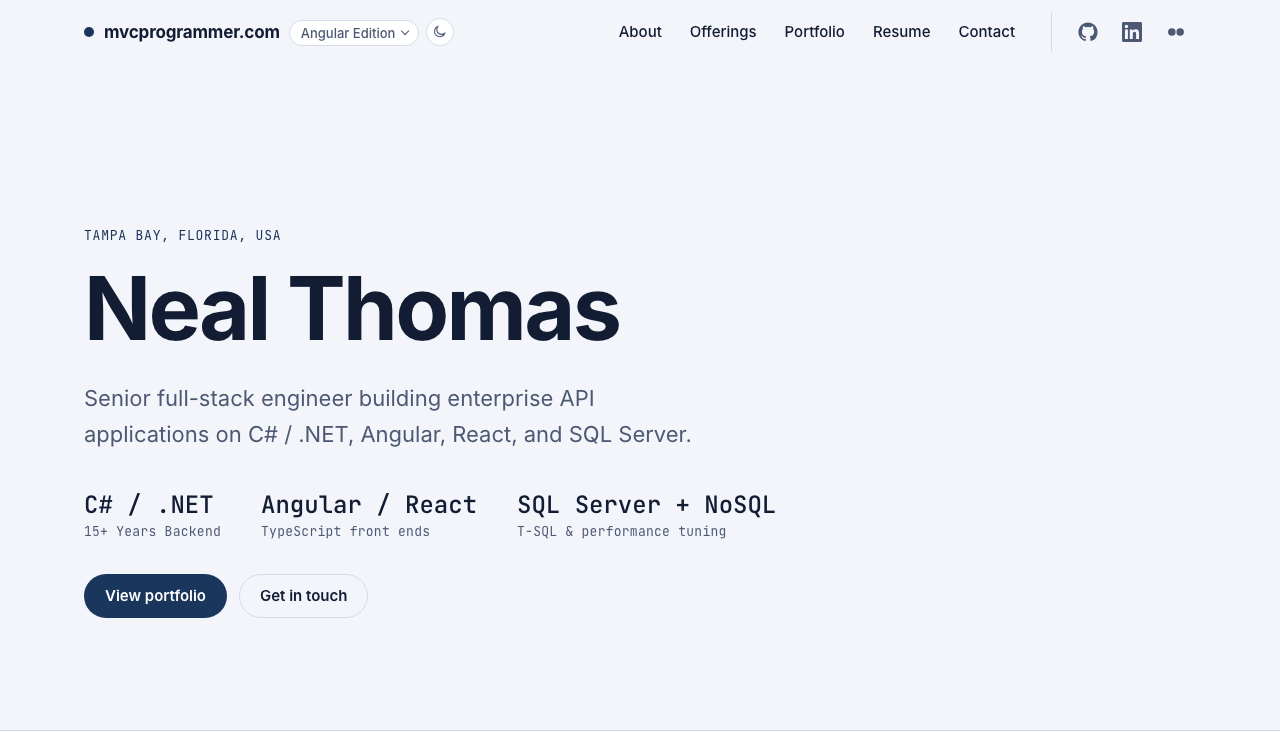 mvcprogrammer.com
Angular Edition
About
Offerings
Portfolio
Resume
Contact
TAMPA BAY, FLORIDA, USA
Neal Thomas
Senior full-stack engineer building enterprise API
applications on C# / .NET, Angular, React, and SQL Server.
C# / .NET
15+ Years Backend
Angular / React
TypeScript front ends
SQL Server + NoSQL
T-SQL & performance tuning
View portfolio
Get in touch